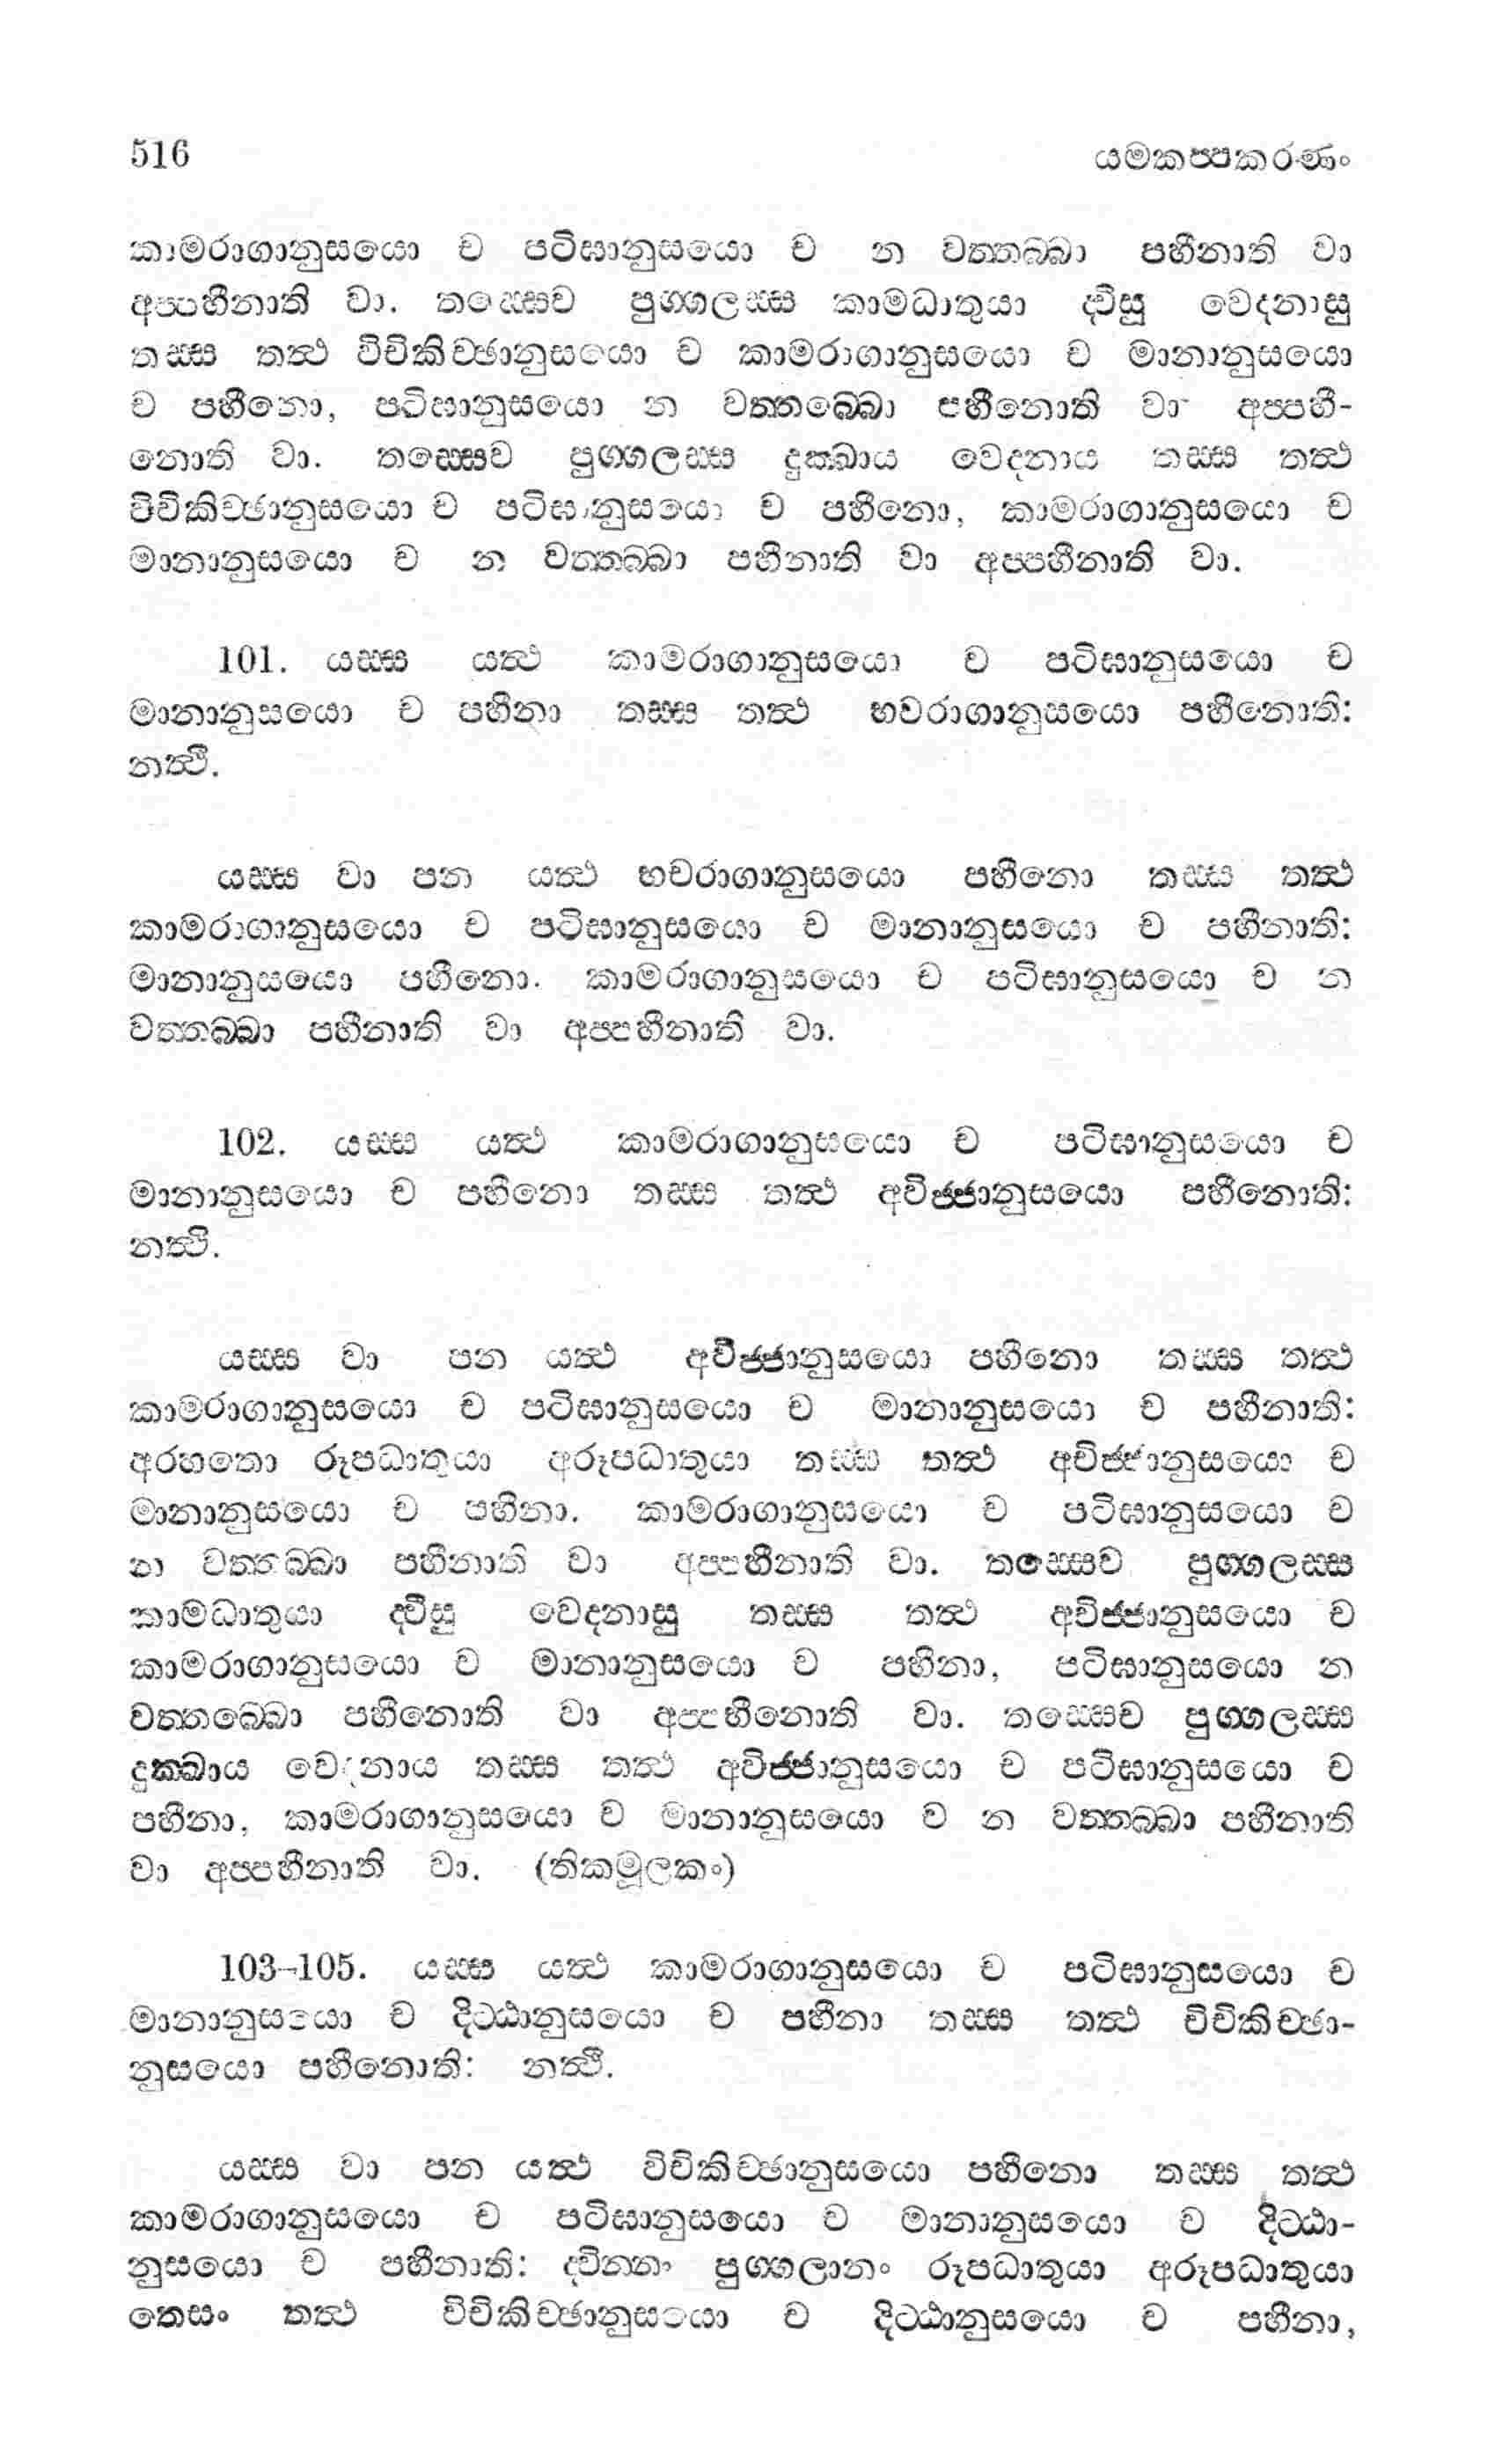 516 යමකප්පකරණං
කාමරාගානුසයො ච පටිඝානුසයො ච න වත්තබ්බා පහීනාති වා
අප්පහීනාති වා. තස්සෙව පුග්ගලස්ස කාමධාතුයා ද්වීසු වෙදනාසු
තස්ස තත්ථ විචිකිච්ඡානුසයො ච කාමරාගානුසයො ච මානානුසයො
ච පහීනො, පටිඝානුසයො න වත්තබ්බො පහීනොති වා අප්පහී-
නොති වා. තස්සෙව පුග්ගලස්ස දුක්ඛාය වෙදනාය තස්ස තත්ථ
විචිකිච්ඡානුසයො ච පටිඝානුසයො ච පහීනො, කාමරාගානුසයො ච
මානානුසයො ච න වත්තබ්බා පහීනාති වා අප්පහීනාති වා.
101. යස්ස යත්ථ කාමරාගානුසයො ච පටිඝානුසයො ච
මානානුසයො ච පහීනා තස්ස තත්ථ භවරාගානුසයො පහීනොති:
නත්ථි.
යස්ස වා පන යත්ථ භවරාගානුසයො පහීනො තස්ස තත්ථ
කාමරාගානුසයො ච පටිඝානුසයො ච මානානුසයො ච පහීනාති:
මානානුසයො පහීනො. කාමරාගානුසයො ච පටිඝානුසයො ච න
වත්තබ්බා පහීනාති වා අප්පහීනාති වා.
102. යස්ස යත්ථ කාමරාගානුසයො ච පටිඝානුසයො ච
මානානුසයො ච පහීනො තස්ස තත්ථ අවිජ්ජානුසයො පහීනොති:
නත්ථි.
යස්ස වා පන යත්ථ අවිජ්ජානුසයො පහීනො තස්ස තත්ථ
කාමරාගානුසයො ච පටිඝානුසයො ච මානානුසයො ච පහීනාති:
අරහතො රූපධාතුයා අරූපධාතුයා තස්ස තත්ථ අවිජ්ජානුසයො ච
මානානුසයො ච පහීනා. කාමරාගානුසයො ච පටිඝානුසයො ච
න වත්තබ්බා පහීනාති වා අප්පහීනාති වා. තස්සෙව පුග්ගලස්ස
කාමධාතුයා ද්වීසු වෙදනාසු තස්ස තත්ථ අවිජ්ජානුසයො ච
කාමරාගානුසයො ච මානානුසයො ච පහීනා, පටිඝානුසයො න
වත්තබ්බො පහීනොති වා අප්පහීනොති වා. තස්සෙව පුග්ගලස්ස
දුක්ඛාය වෙදනාය තස්ස තත්ථ අවිජ්ජානුසයො ච පටිඝානුසයො ච
පහීනා, කාමරාගානුසයො ච මානානුසයො ච න වත්තබ්බා පහීනාති
වා අප්පහීනාති වා. (තිකමූලකං)
103-105. යස්ස යත්ථ කාමරාගානුසයො ච පටිඝානුසයො ච
මානානුසයො ච දිට්ඨානුසයො ච පහීනා තස්ස තත්ථ විචිකිච්ඡා-
නුසයො පහීනොති: නත්ථි.
යස්ස වා පන යත්ථ විචිකිච්ඡානුසයො පහීනො තස්ස තත්ථ
කාමරාගානුසයො ච පටිඝානුසයො ච මානානුසයො ච දිට්ඨා-
නුසයො ච පහීනාති: ද්වින්නං පුග්ගලානං රූපධාතුයා අරූපධාතුයා
තෙසං තත්ථ විචිකිච්ඡානුසයො ච දිට්ඨානුසයො ච පහීනා,